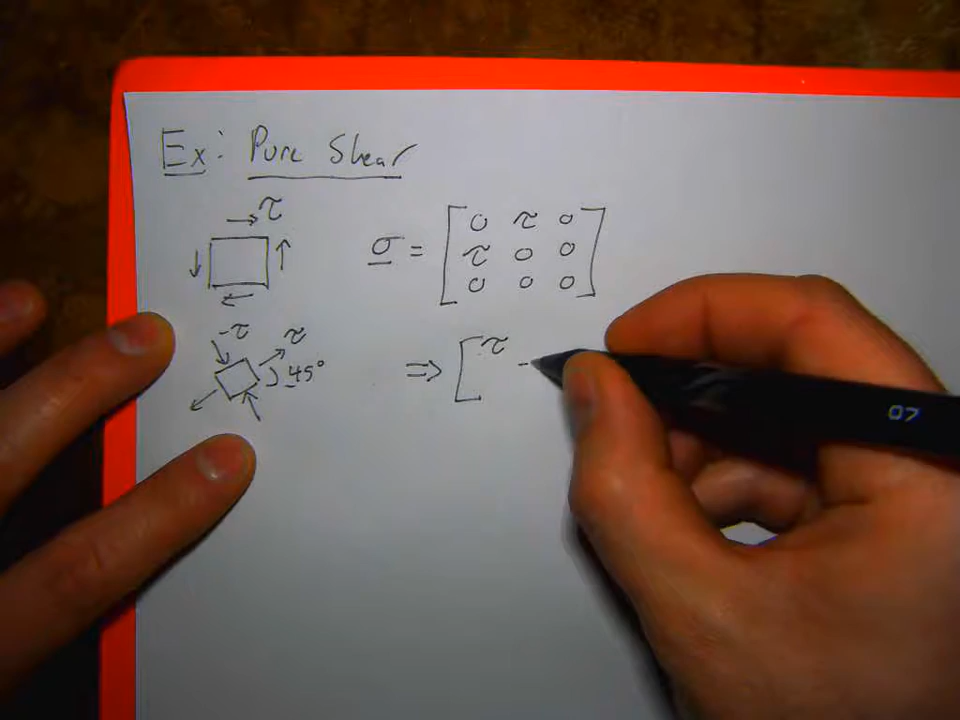 Ex: Pure Shear
τ
σ = [0 τ 0
τ 0 0
0 0 0]
-τ τ
45°
⇒ [τ
-
07